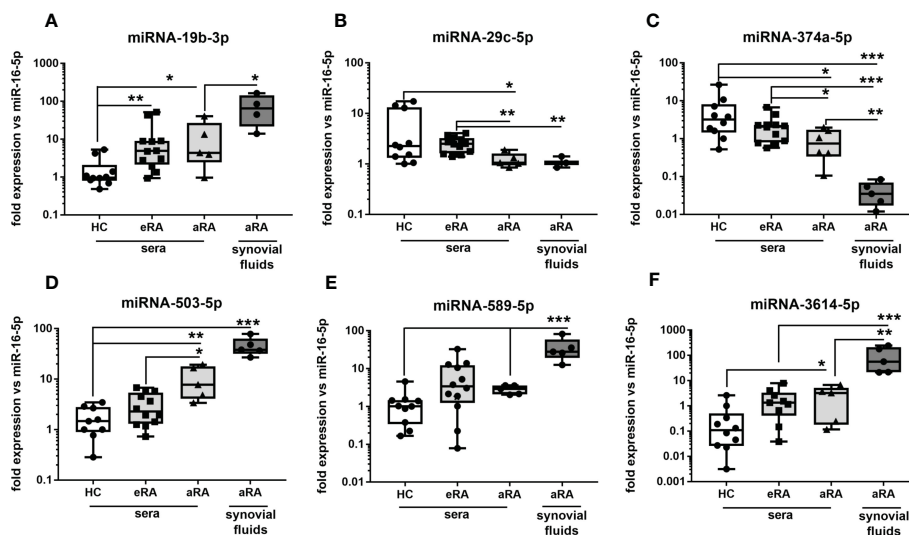 A
miRNA-19b-3p
fold expression vs miR-16-5p
1000
100
10
1
0.1
*
**
*
HC eRA aRA aRA
sera synovial fluids
B
miRNA-29c-5p
fold expression vs miR-16-5p
100
10
1
0.1
*
**
**
HC eRA aRA aRA
sera synovial fluids
C
miRNA-374a-5p
fold expression vs miR-16-5p
100
10
1
0.1
0.01
***
*
***
*
**
HC eRA aRA aRA
sera synovial fluids
D
miRNA-503-5p
fold expression vs miR-16-5p
100
10
1
0.1
***
**
*
HC eRA aRA aRA
sera synovial fluids
E
miRNA-589-5p
fold expression vs miR-16-5p
100
10
1
0.1
0.01
***
HC eRA aRA aRA
sera synovial fluids
F
miRNA-3614-5p
fold expression vs miR-16-5p
1000
100
10
1
0.1
0.01
0.001
***
**
*
HC eRA aRA aRA
sera synovial fluids